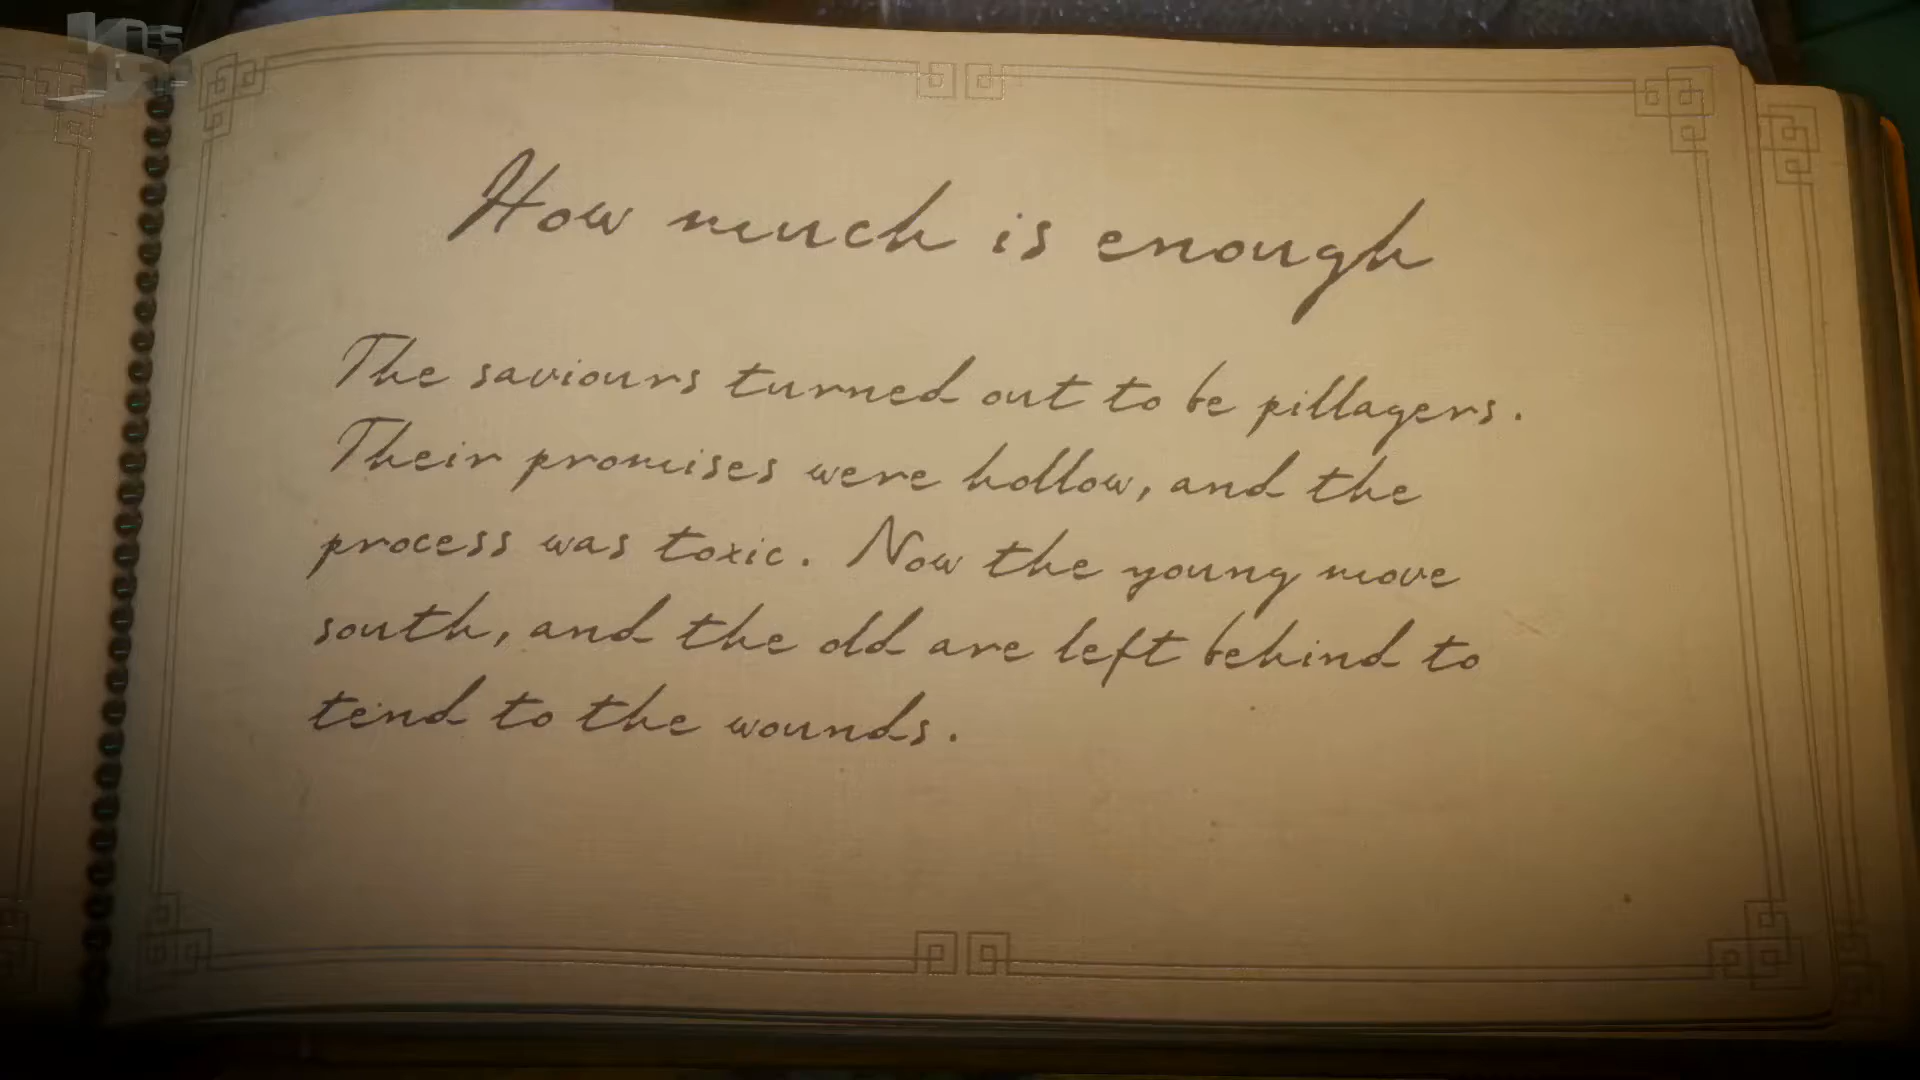 How much is enough
The saviours turned out to be pillagers.
Their promises were hollow, and the
process was toxic. Now the young move
south, and the old are left behind to
tend to the wounds.